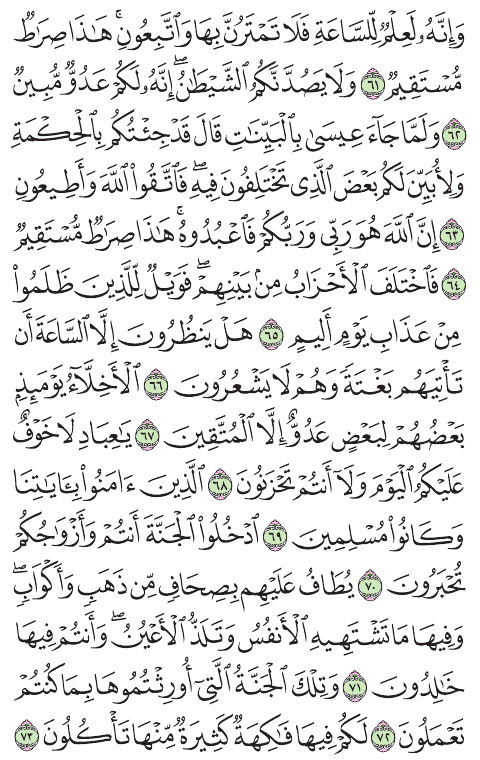 وَإِنَّهُۥ لَعِلْمٌ لِّلسَّاعَةِ فَلَا تَمْتَرُنَّ بِهَا وَٱتَّبِعُونِۚ هَـٰذَا صِرَٰطٌ
مُّسْتَقِيمٌ ٦١ وَلَا يَصُدَّنَّكُمُ ٱلشَّيْطَـٰنُۖ إِنَّهُۥ لَكُمْ عَدُوٌّ مُّبِينٌ
٦٢ وَلَمَّا جَآءَ عِيسَىٰ بِٱلْبَيِّنَـٰتِ قَالَ قَدْ جِئْتُكُم بِٱلْحِكْمَةِ
وَلِأُبَيِّنَ لَكُم بَعْضَ ٱلَّذِى تَخْتَلِفُونَ فِيهِۖ فَٱتَّقُوا۟ ٱللَّهَ وَأَطِيعُونِ
٦٣ إِنَّ ٱللَّهَ هُوَ رَبِّى وَرَبُّكُمْ فَٱعْبُدُوهُۚ هَـٰذَا صِرَٰطٌ مُّسْتَقِيمٌ
٦٤ فَٱخْتَلَفَ ٱلْأَحْزَابُ مِنۢ بَيْنِهِمْۖ فَوَيْلٌ لِّلَّذِينَ ظَلَمُوا۟
مِنْ عَذَابِ يَوْمٍ أَلِيمٍ ٦٥ هَلْ يَنظُرُونَ إِلَّا ٱلسَّاعَةَ أَن
تَأْتِيَهُم بَغْتَةً وَهُمْ لَا يَشْعُرُونَ ٦٦ ٱلْأَخِلَّآءُ يَوْمَئِذٍۭ
بَعْضُهُمْ لِبَعْضٍ عَدُوٌّ إِلَّا ٱلْمُتَّقِينَ ٦٧ يَـٰعِبَادِ لَا خَوْفٌ
عَلَيْكُمُ ٱلْيَوْمَ وَلَآ أَنتُمْ تَحْزَنُونَ ٦٨ ٱلَّذِينَ ءَامَنُوا۟ بِـَٔايَـٰتِنَا
وَكَانُوا۟ مُسْلِمِينَ ٦٩ ٱدْخُلُوا۟ ٱلْجَنَّةَ أَنتُمْ وَأَزْوَٰجُكُمْ
تُحْبَرُونَ ٧٠ يُطَافُ عَلَيْهِم بِصِحَافٍ مِّن ذَهَبٍ وَأَكْوَابٍۖ
وَفِيهَا مَا تَشْتَهِيهِ ٱلْأَنفُسُ وَتَلَذُّ ٱلْأَعْيُنُۖ وَأَنتُمْ فِيهَا
خَـٰلِدُونَ ٧١ وَتِلْكَ ٱلْجَنَّةُ ٱلَّتِىٓ أُورِثْتُمُوهَا بِمَا كُنتُمْ
تَعْمَلُونَ ٧٢ لَكُمْ فِيهَا فَـٰكِهَةٌ كَثِيرَةٌ مِّنْهَا تَأْكُلُونَ ٧٣